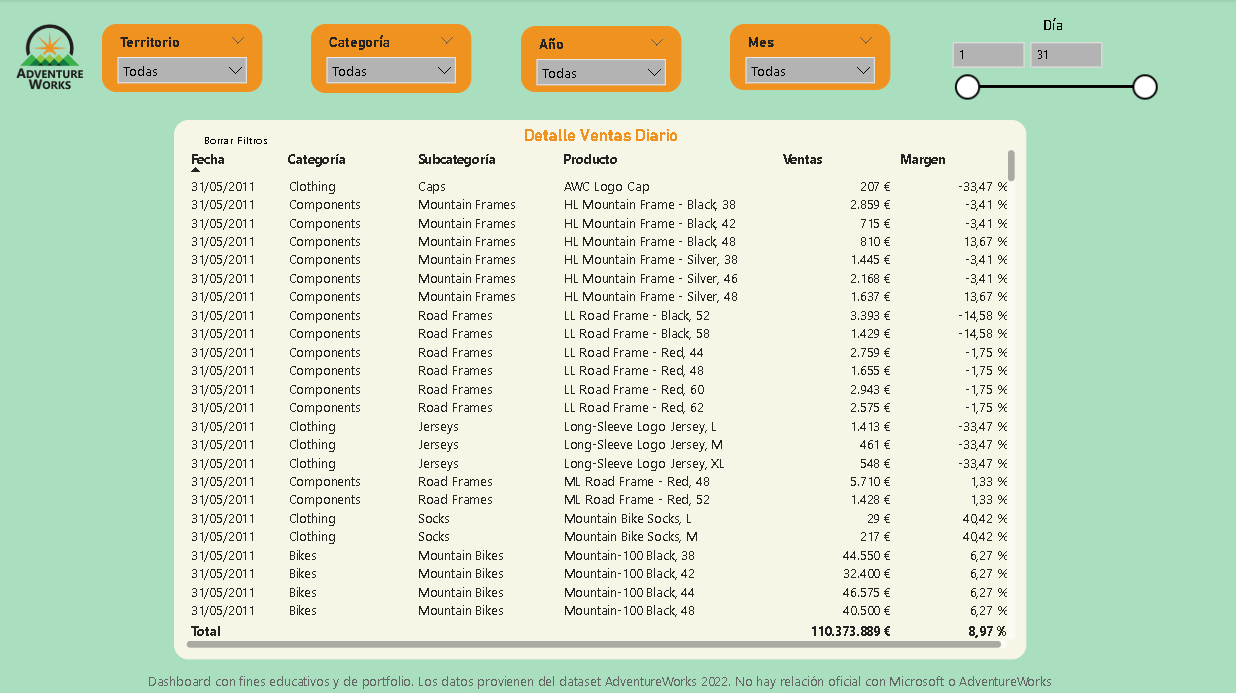 ADVENTURE
WORKS
Territorio
Todas
Categoría
Todas
Año
Todas
Mes
Todas
Día
1 31
Borrar Filtros
Detalle Ventas Diario
Fecha Categoría Subcategoría Producto Ventas Margen
31/05/2011 Clothing Caps AWC Logo Cap 207 € -33,47 %
31/05/2011 Components Mountain Frames HL Mountain Frame - Black, 38 2.859 € -3,41 %
31/05/2011 Components Mountain Frames HL Mountain Frame - Black, 42 715 € -3,41 %
31/05/2011 Components Mountain Frames HL Mountain Frame - Black, 48 810 € 13,67 %
31/05/2011 Components Mountain Frames HL Mountain Frame - Silver, 38 1.445 € -3,41 %
31/05/2011 Components Mountain Frames HL Mountain Frame - Silver, 46 2.168 € -3,41 %
31/05/2011 Components Mountain Frames HL Mountain Frame - Silver, 48 1.637 € 13,67 %
31/05/2011 Components Road Frames LL Road Frame - Black, 52 3.393 € -14,58 %
31/05/2011 Components Road Frames LL Road Frame - Black, 58 1.429 € -14,58 %
31/05/2011 Components Road Frames LL Road Frame - Red, 44 2.759 € -1,75 %
31/05/2011 Components Road Frames LL Road Frame - Red, 48 1.655 € -1,75 %
31/05/2011 Components Road Frames LL Road Frame - Red, 60 2.943 € -1,75 %
31/05/2011 Components Road Frames LL Road Frame - Red, 62 2.575 € -1,75 %
31/05/2011 Clothing Jerseys Long-Sleeve Logo Jersey, L 1.413 € -33,47 %
31/05/2011 Clothing Jerseys Long-Sleeve Logo Jersey, M 461 € -33,47 %
31/05/2011 Clothing Jerseys Long-Sleeve Logo Jersey, XL 548 € -33,47 %
31/05/2011 Components Road Frames ML Road Frame - Red, 48 5.710 € 1,33 %
31/05/2011 Components Road Frames ML Road Frame - Red, 52 1.428 € 1,33 %
31/05/2011 Clothing Socks Mountain Bike Socks, L 29 € 40,42 %
31/05/2011 Clothing Socks Mountain Bike Socks, M 217 € 40,42 %
31/05/2011 Bikes Mountain Bikes Mountain-100 Black, 38 44.550 € 6,27 %
31/05/2011 Bikes Mountain Bikes Mountain-100 Black, 42 32.400 € 6,27 %
31/05/2011 Bikes Mountain Bikes Mountain-100 Black, 44 46.575 € 6,27 %
31/05/2011 Bikes Mountain Bikes Mountain-100 Black, 48 40.500 € 6,27 %
Total 110.373.889 € 8,97 %
Dashboard con fines educativos y de portfolio. Los datos provienen del dataset AdventureWorks 2022. No hay relación oficial con Microsoft o AdventureWorks